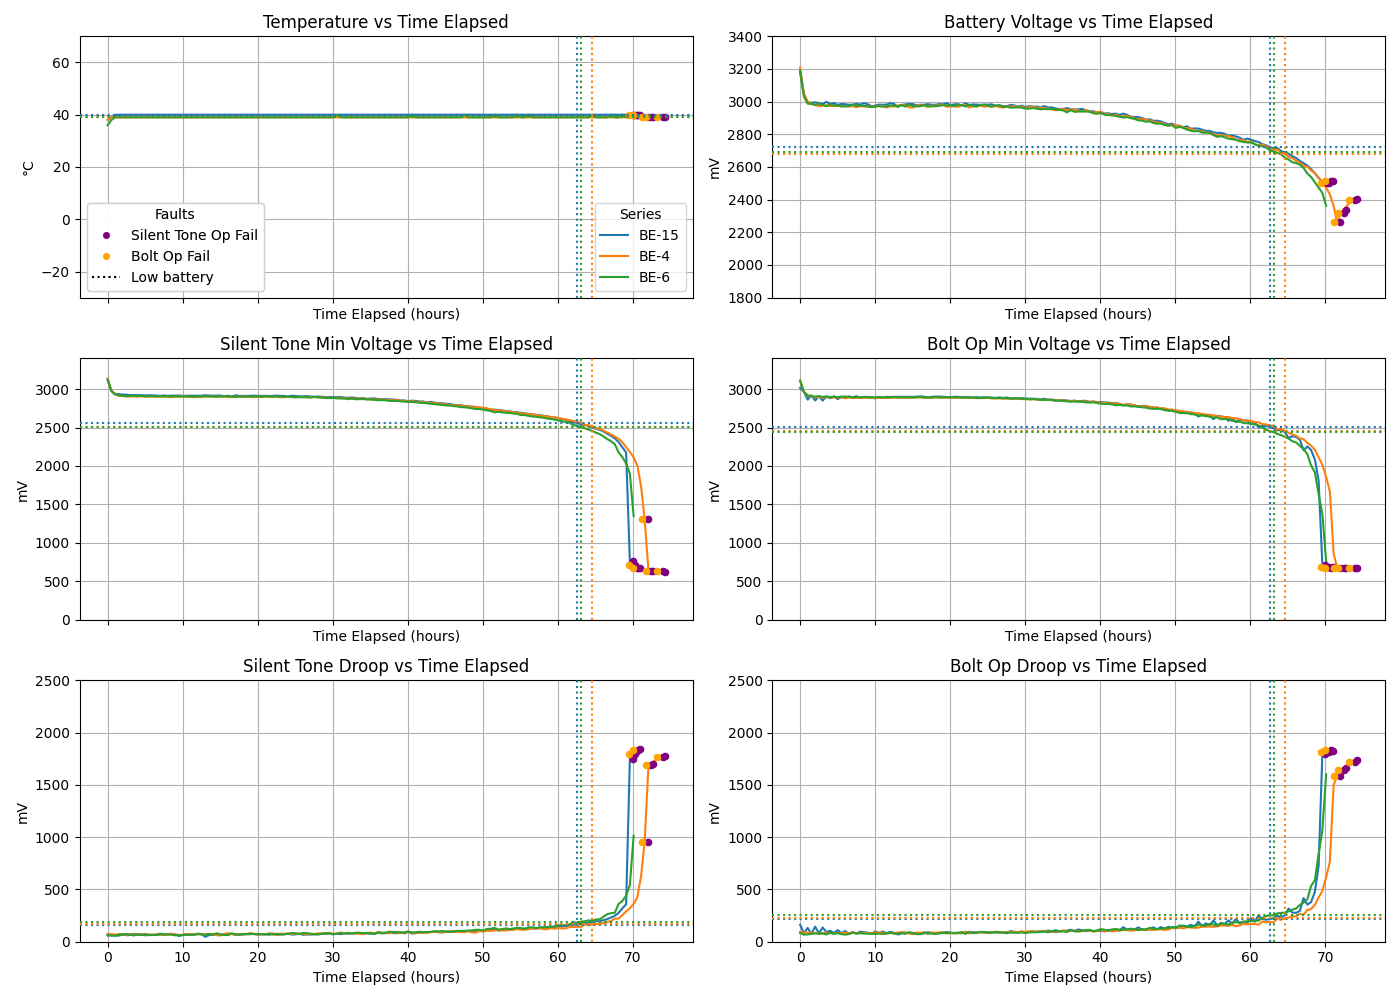 Temperature vs Time Elapsed
60
40
20
0
−20
°C
Faults
Silent Tone Op Fail
Bolt Op Fail
Low battery
Series
BE-15
BE-4
BE-6
Time Elapsed (hours)
Battery Voltage vs Time Elapsed
3400
3200
3000
2800
2600
2400
2200
2000
1800
mV
Time Elapsed (hours)
Silent Tone Min Voltage vs Time Elapsed
3000
2500
2000
1500
1000
500
0
mV
Time Elapsed (hours)
Bolt Op Min Voltage vs Time Elapsed
3000
2500
2000
1500
1000
500
0
mV
Time Elapsed (hours)
Silent Tone Droop vs Time Elapsed
2500
2000
1500
1000
500
0
mV
0 10 20 30 40 50 60 70
Time Elapsed (hours)
Bolt Op Droop vs Time Elapsed
2500
2000
1500
1000
500
0
mV
0 10 20 30 40 50 60 70
Time Elapsed (hours)